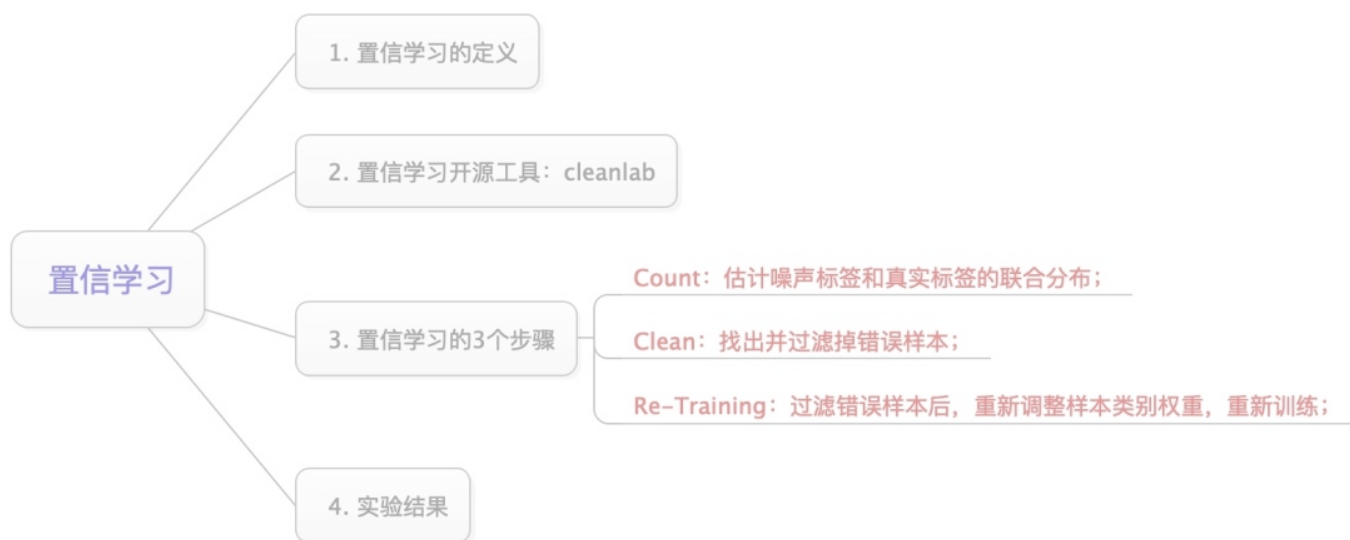 1. 置信学习的定义
2. 置信学习开源工具：cleanlab
置信学习
3. 置信学习的3个步骤
Count：估计噪声标签和真实标签的联合分布；
Clean：找出并过滤掉错误样本；
Re-Training：过滤错误样本后，重新调整样本类别权重，重新训练；
4. 实验结果